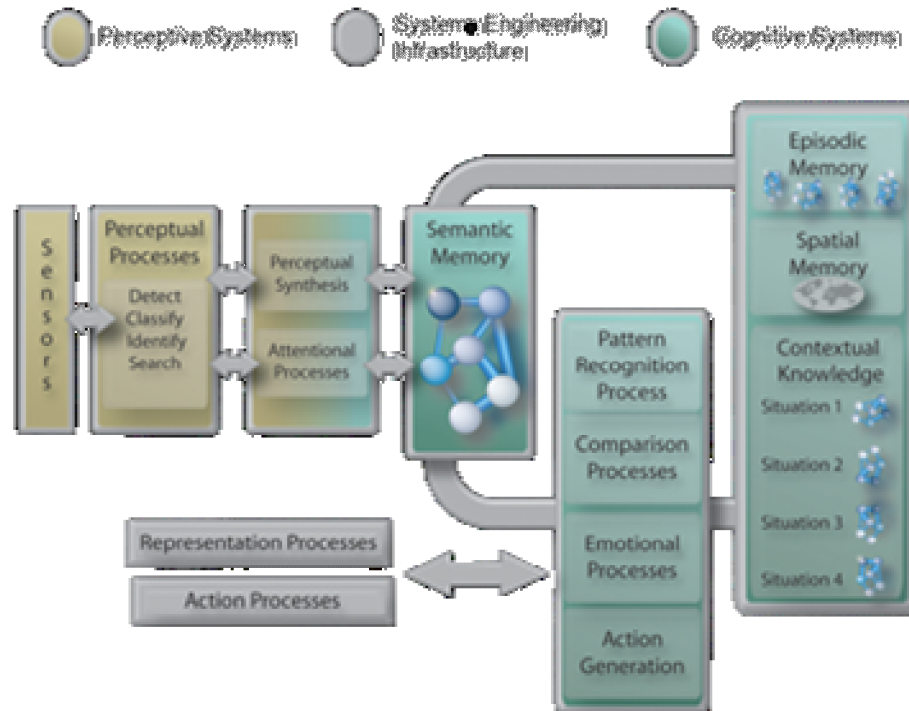 Perceptive Systems
Systems Engineering
Infrastructure
Cognitive Systems
Sensors
Perceptual
Processes
Detect
Classify
Identify
Search
Perceptual
Synthesis
Attentional
Processes
Semantic
Memory
Pattern
Recognition
Process
Comparison
Processes
Emotional
Processes
Action
Generation
Episodic
Memory
Spatial
Memory
Contextual
Knowledge
Situation 1
Situation 2
Situation 3
Situation 4
Representation Processes
Action Processes